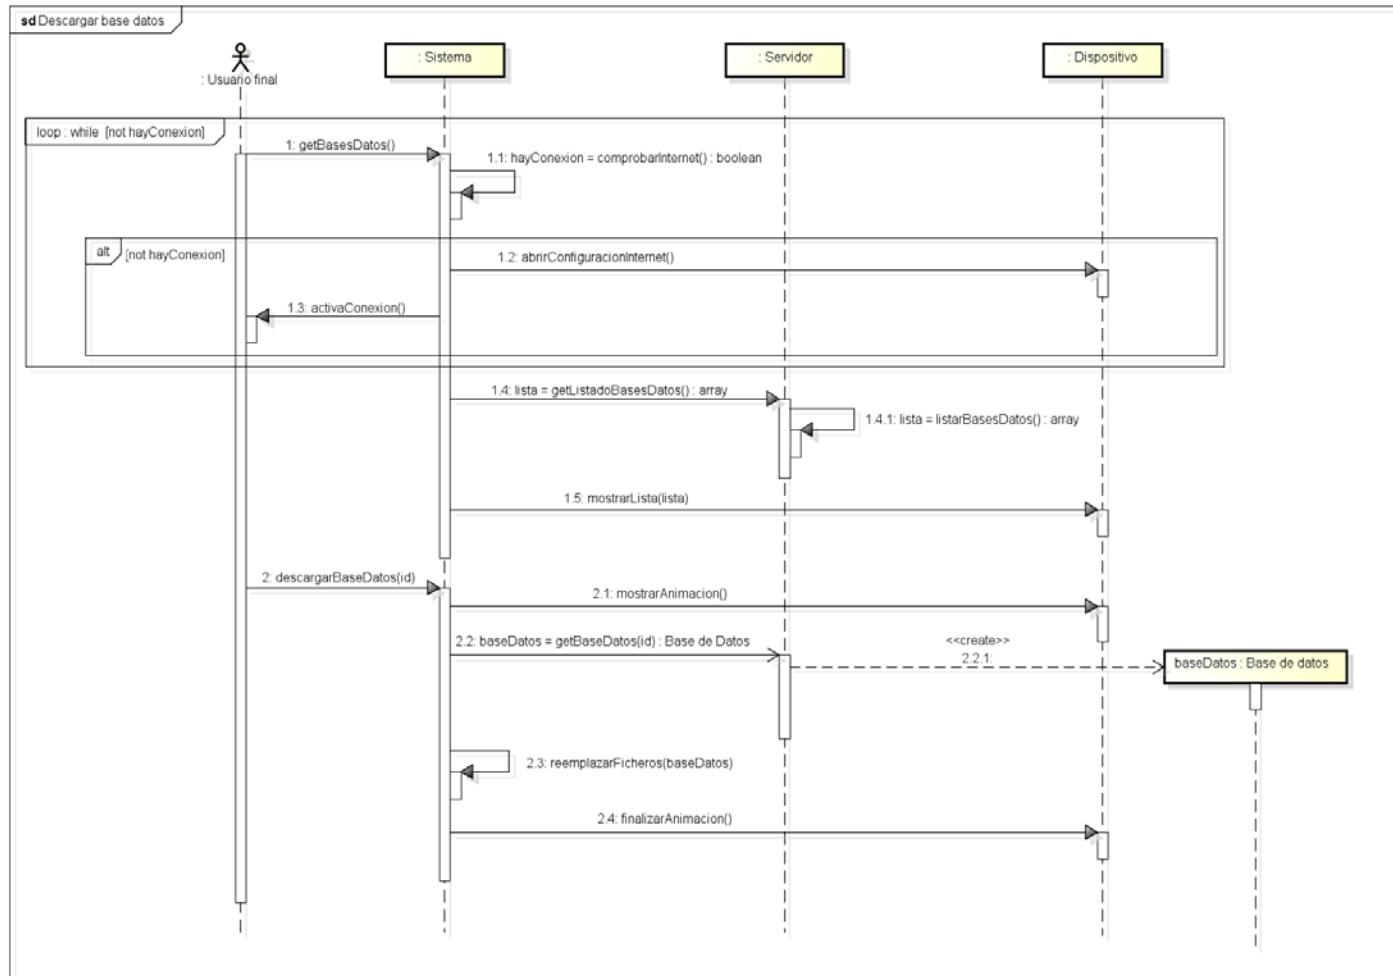 sd Descargar base datos
: Usuario final
: Sistema
: Servidor
: Dispositivo
loop : while [not hayConexion]
1: getBasesDatos()
1.1: hayConexion = comprobarInternet() : boolean
alt
[not hayConexion]
1.2: abrirConfiguracionInternet()
1.3: activaConexion()
1.4: lista = getListadoBasesDatos() : array
1.4.1: lista = listarBasesDatos() : array
1.5: mostrarLista(lista)
2: descargarBaseDatos(id)
2.1: mostrarAnimacion()
2.2: baseDatos = getBaseDatos(id) : Base de Datos
<<create>>
2.2.1:
baseDatos : Base de datos
2.3: reemplazarFicheros(baseDatos)
2.4: finalizarAnimacion()